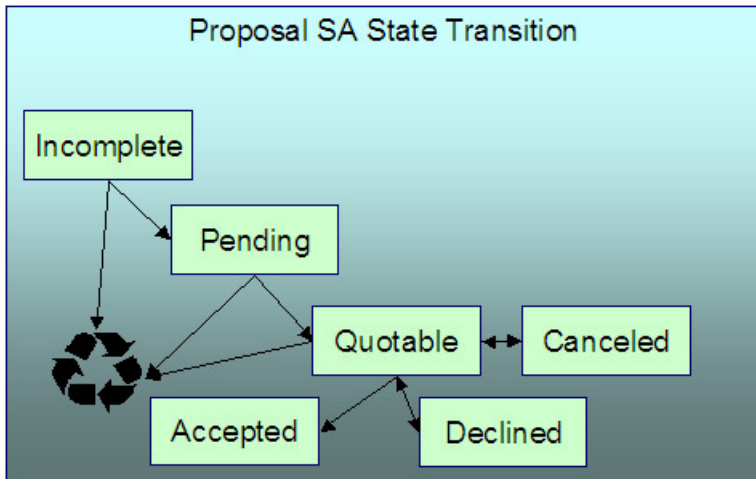 Proposal SA State Transition
Incomplete
Pending
Quotable
Canceled
Accepted
Declined